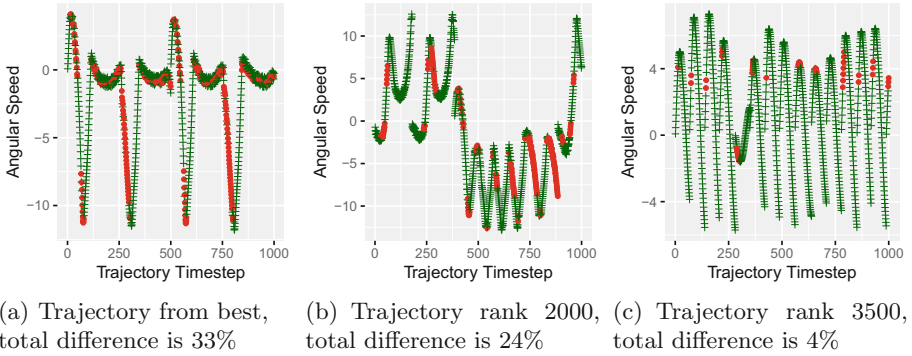 Angular Speed
0
−5
−10
0 250 500 750 1000
Trajectory Timestep
Angular Speed
10
5
0
−5
−10
0 250 500 750 1000
Trajectory Timestep
Angular Speed
4
0
−4
0 250 500 750 1000
Trajectory Timestep
(a) Trajectory from best,
total difference is 33%
(b) Trajectory rank 2000,
total difference is 24%
(c) Trajectory rank 3500,
total difference is 4%